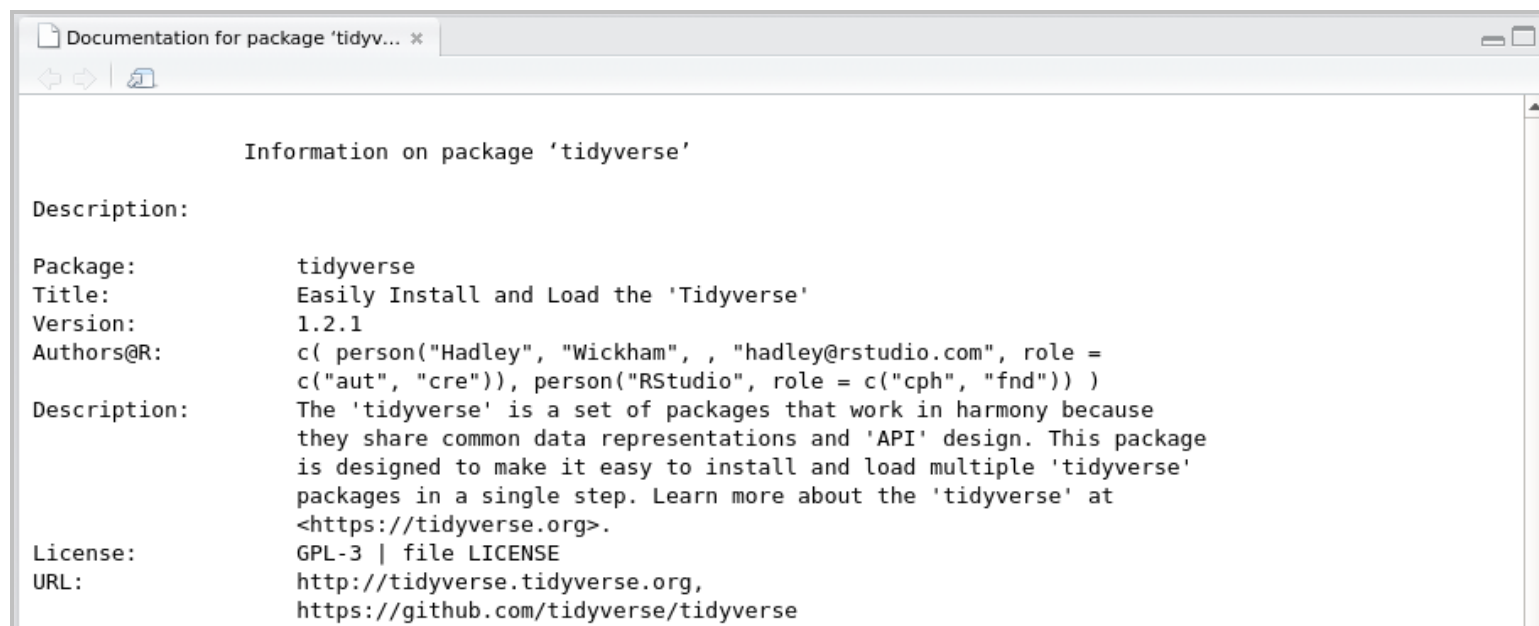 Documentation for package ‘tidyv...
Information on package ‘tidyverse’
Description:
Package: tidyverse
Title: Easily Install and Load the 'Tidyverse'
Version: 1.2.1
Authors@R: c( person("Hadley", "Wickham", , "hadley@rstudio.com", role =
c("aut", "cre")), person("RStudio", role = c("cph", "fnd")) )
Description: The 'tidyverse' is a set of packages that work in harmony because
they share common data representations and 'API' design. This package
is designed to make it easy to install and load multiple 'tidyverse'
packages in a single step. Learn more about the 'tidyverse' at
<https://tidyverse.org>.
License: GPL-3 | file LICENSE
URL: http://tidyverse.tidyverse.org,
https://github.com/tidyverse/tidyverse